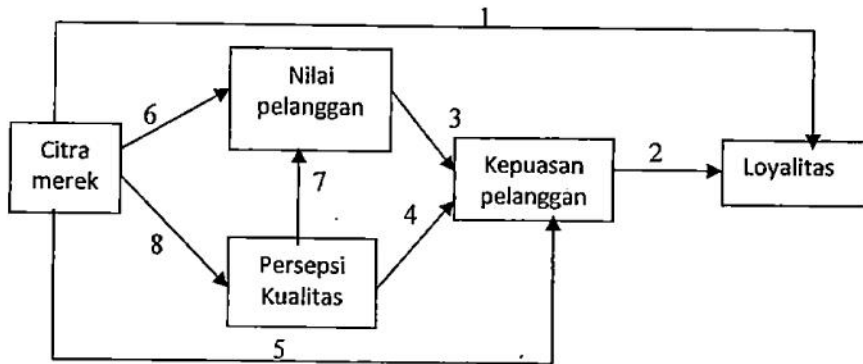 1
Nilai
pelanggan
6
3
Citra
merek
Kepuasan
pelanggan
2
Loyalitas
7
4
8
Persepsi
Kualitas
5